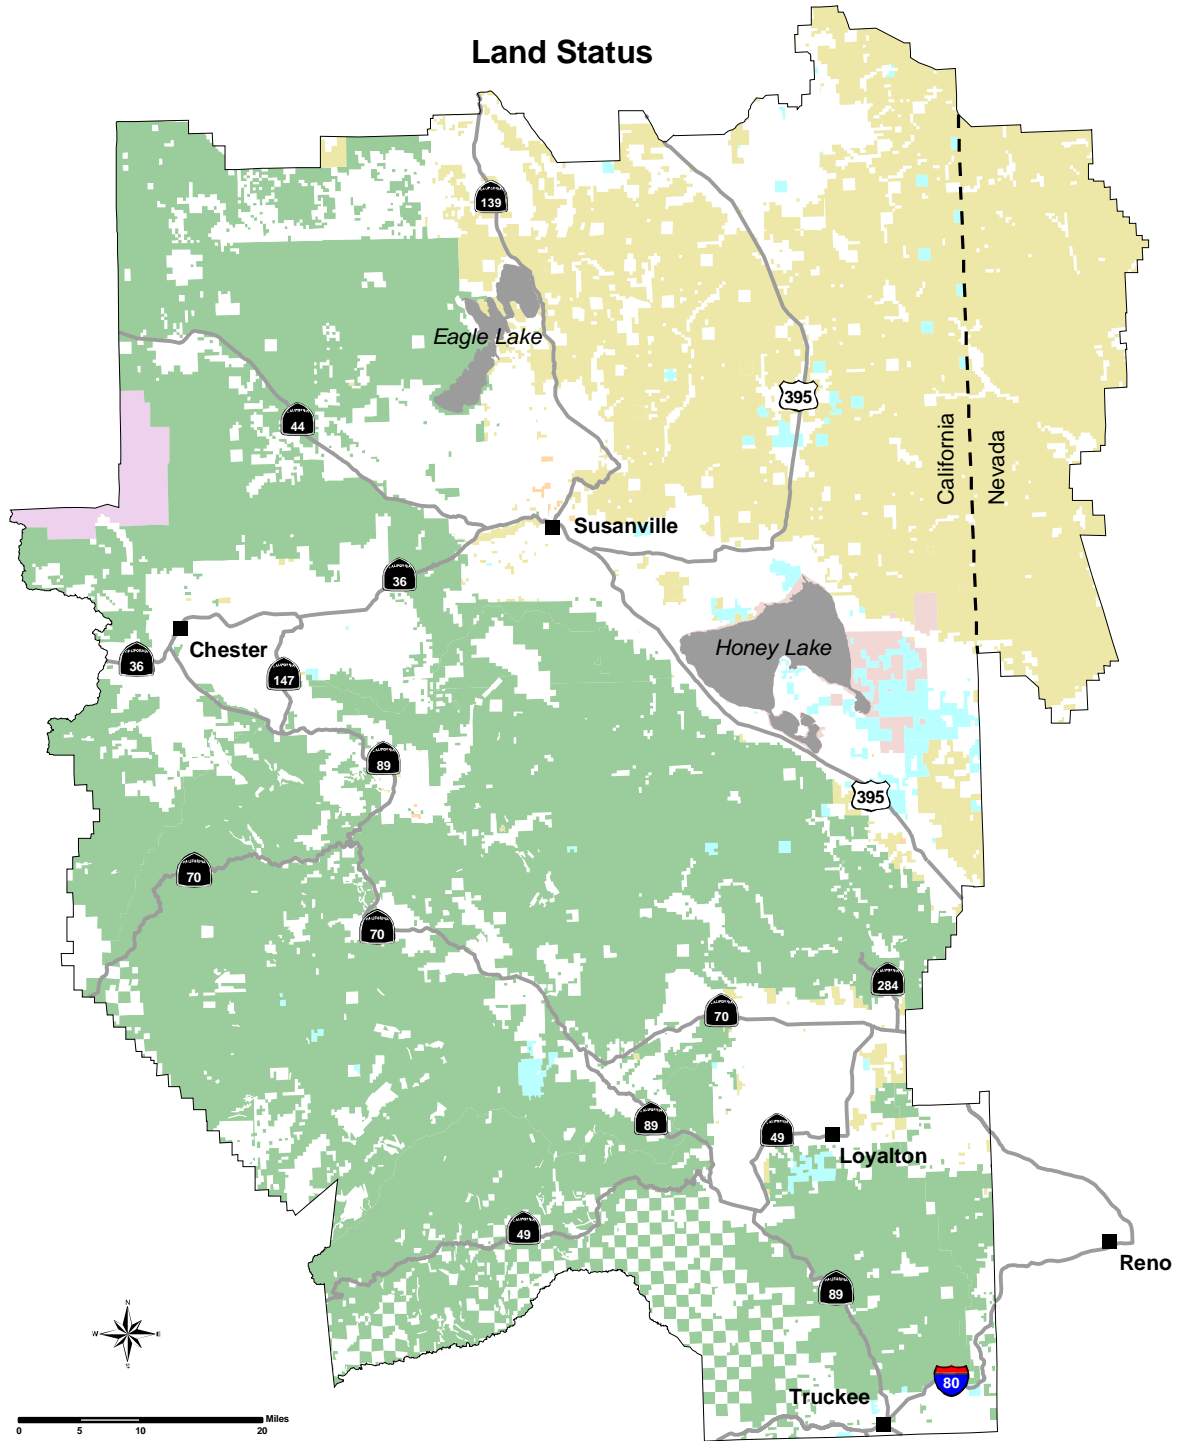 Land Status
139
Eagle Lake
395
44
California
Nevada
Susanville
36
Honey Lake
Chester
36
147
89
395
70
70
284
70
89
49
Loyalton
49
Reno
89
N
W
E
S
80
Truckee
Miles
0
5
10
20